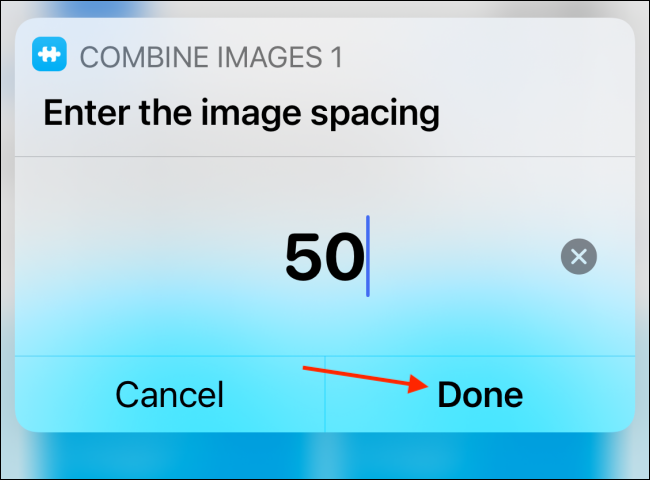 COMBINE IMAGES 1
Enter the image spacing
50
Cancel Done